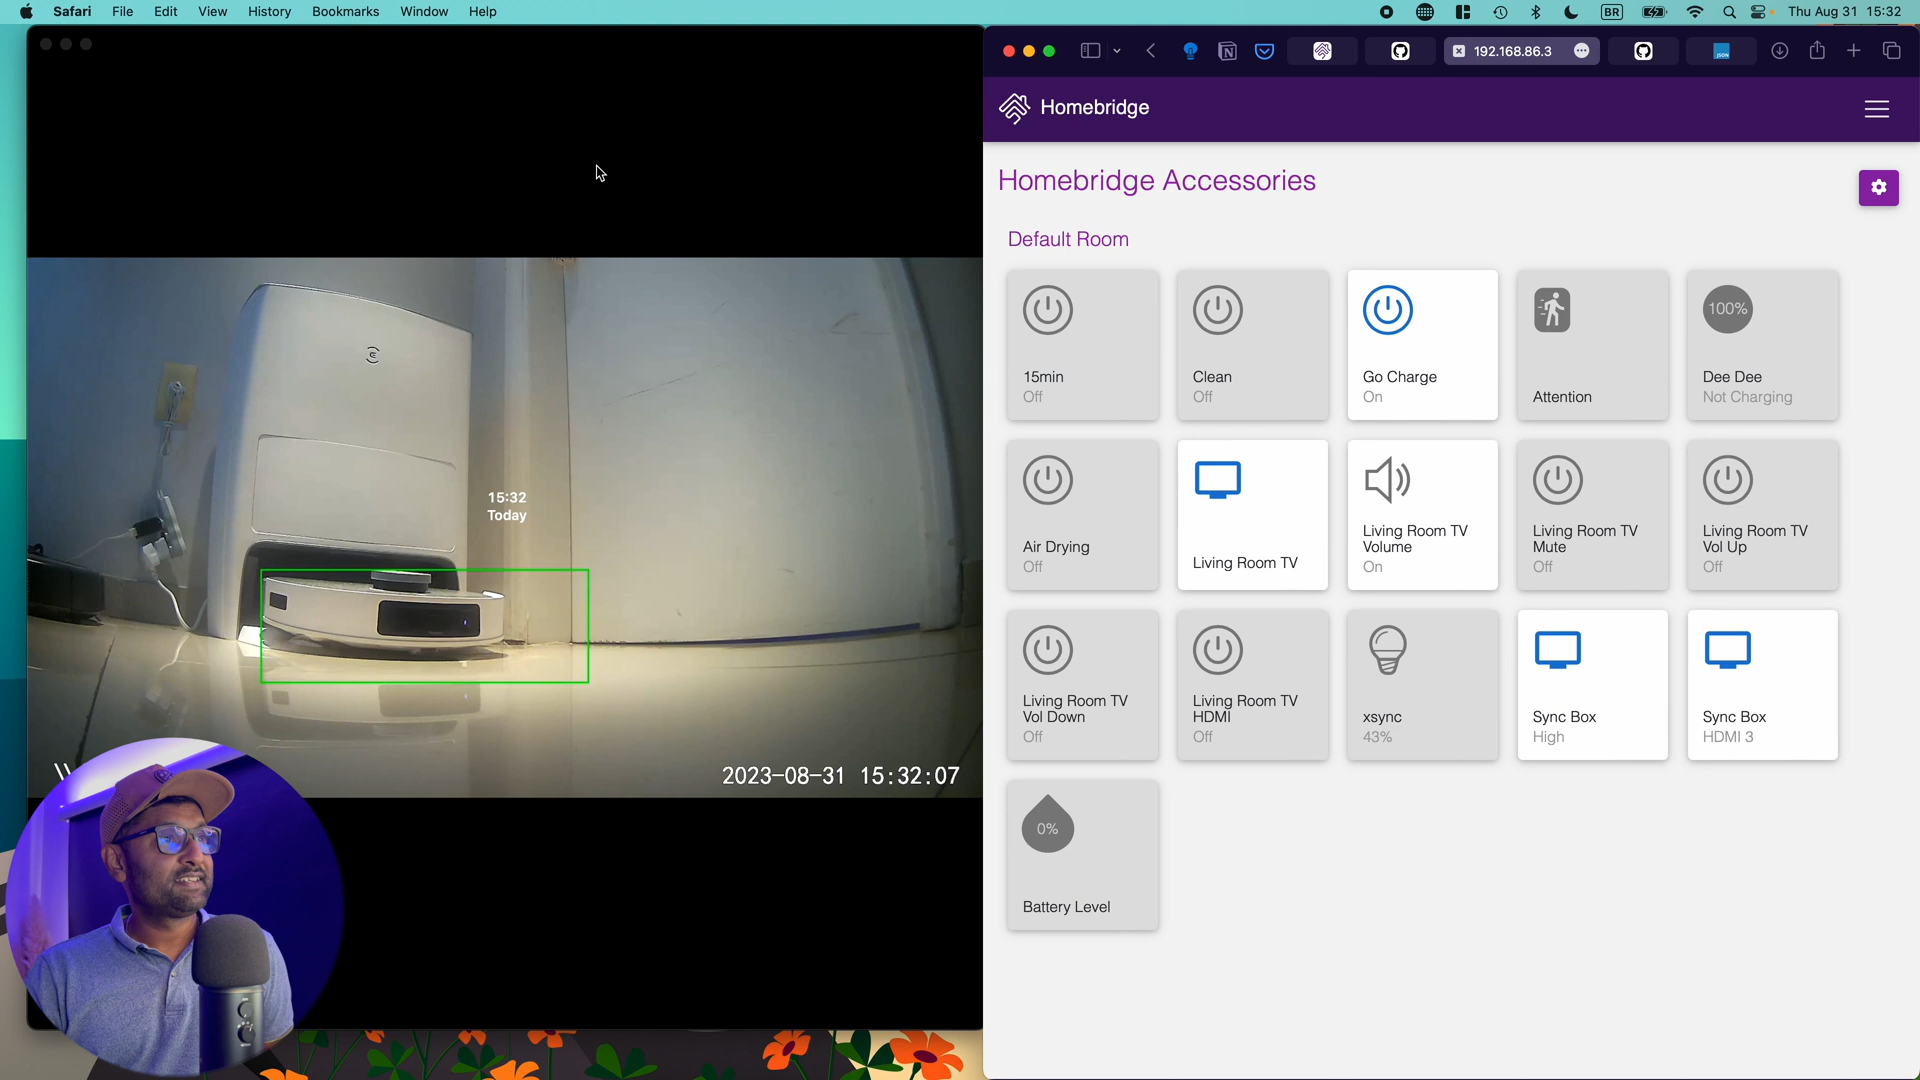 Safari File Edit View History Bookmarks Window Help
BR
Thu Aug 31 15:32
192.168.86.3
JSON
Homebridge
Homebridge Accessories
Default Room
15min
Off
Clean
Off
Go Charge
On
Attention
100%
Dee Dee
Not Charging
Air Drying
Off
Living Room TV
Living Room TV
Volume
On
Living Room TV
Mute
Off
Living Room TV
Vol Up
Off
Living Room TV
Vol Down
Off
Living Room TV
HDMI
Off
xsync
43%
Sync Box
High
Sync Box
HDMI 3
0%
Battery Level
15:32
Today
2023-08-31 15:32:07